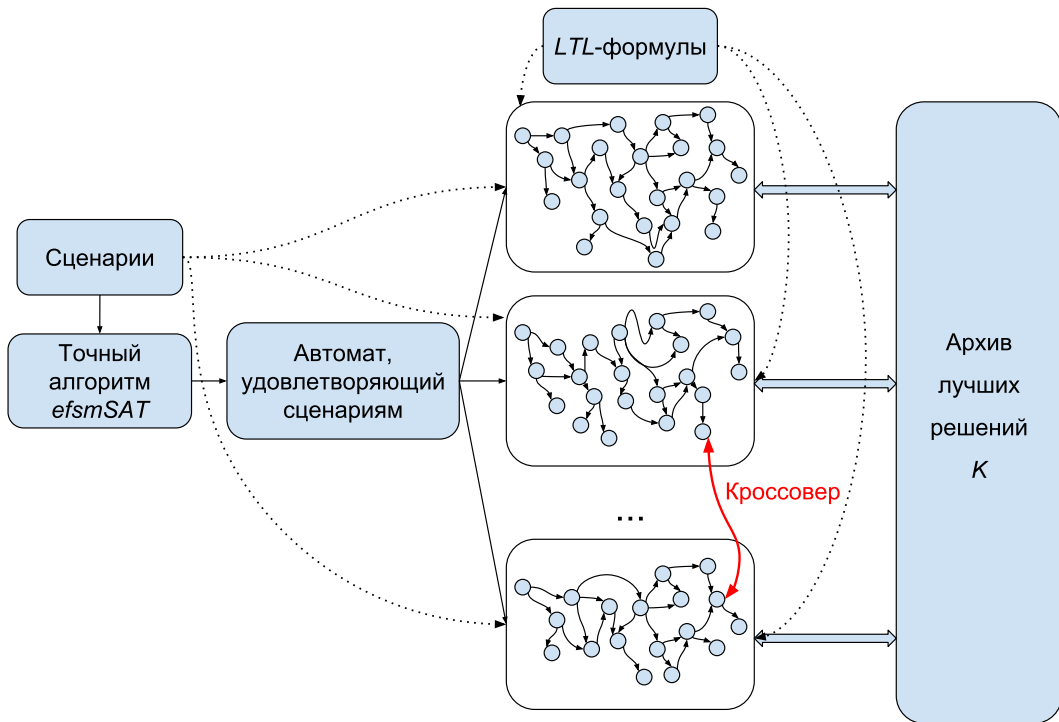 LTL-формулы
Сценарии
Точный
алгоритм
efsmSAT
Автомат,
удовлетворяющий
сценариям
Кроссовер
...
Архив
лучших
решений
K